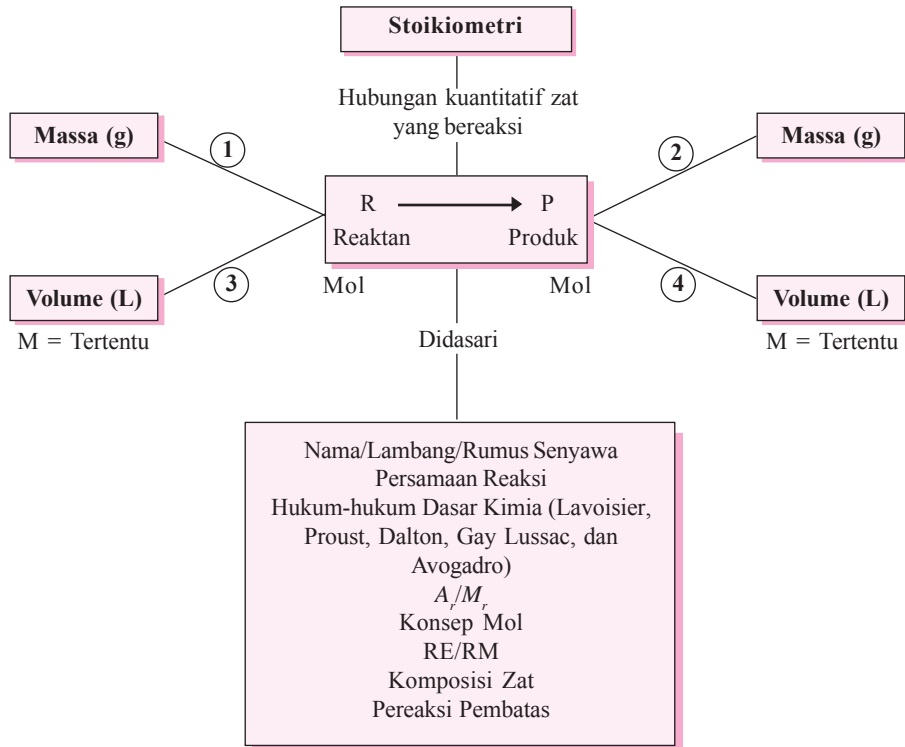 Stoikiometri
Hubungan kuantitatif zat
yang bereaksi
Massa (g)
1
2
Massa (g)
R
P
Reaktan
Produk
Volume (L)
3
Mol
Mol
4
Volume (L)
M = Tertentu
Didasari
M = Tertentu
Nama/Lambang/Rumus Senyawa
Persamaan Reaksi
Hukum-hukum Dasar Kimia (Lavoisier,
Proust, Dalton, Gay Lussac, dan
Avogadro)
A_r/M_r
Konsep Mol
RE/RM
Komposisi Zat
Pereaksi Pembatas